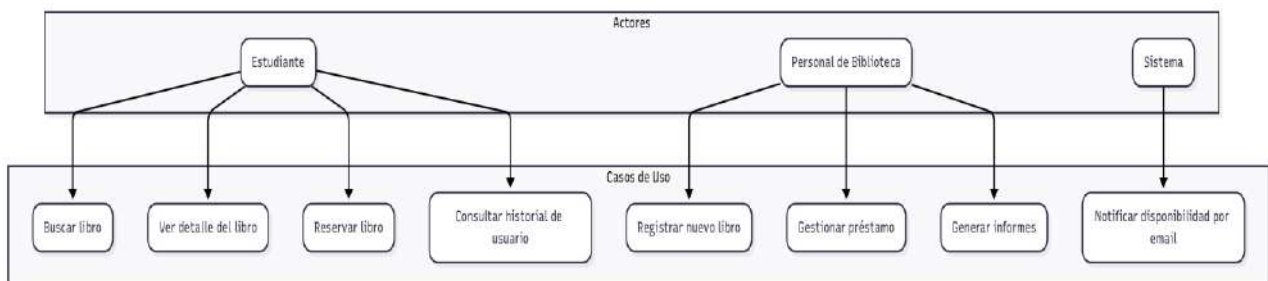 Actores
Estudiante
Personal de Biblioteca
Sistema
Casos de Uso
Buscar libro
Ver detalle del libro
Reservar libro
Consultar historial de
usuario
Registrar nuevo libro
Gestionar préstamo
Generar informes
Notificar disponibilidad por
email